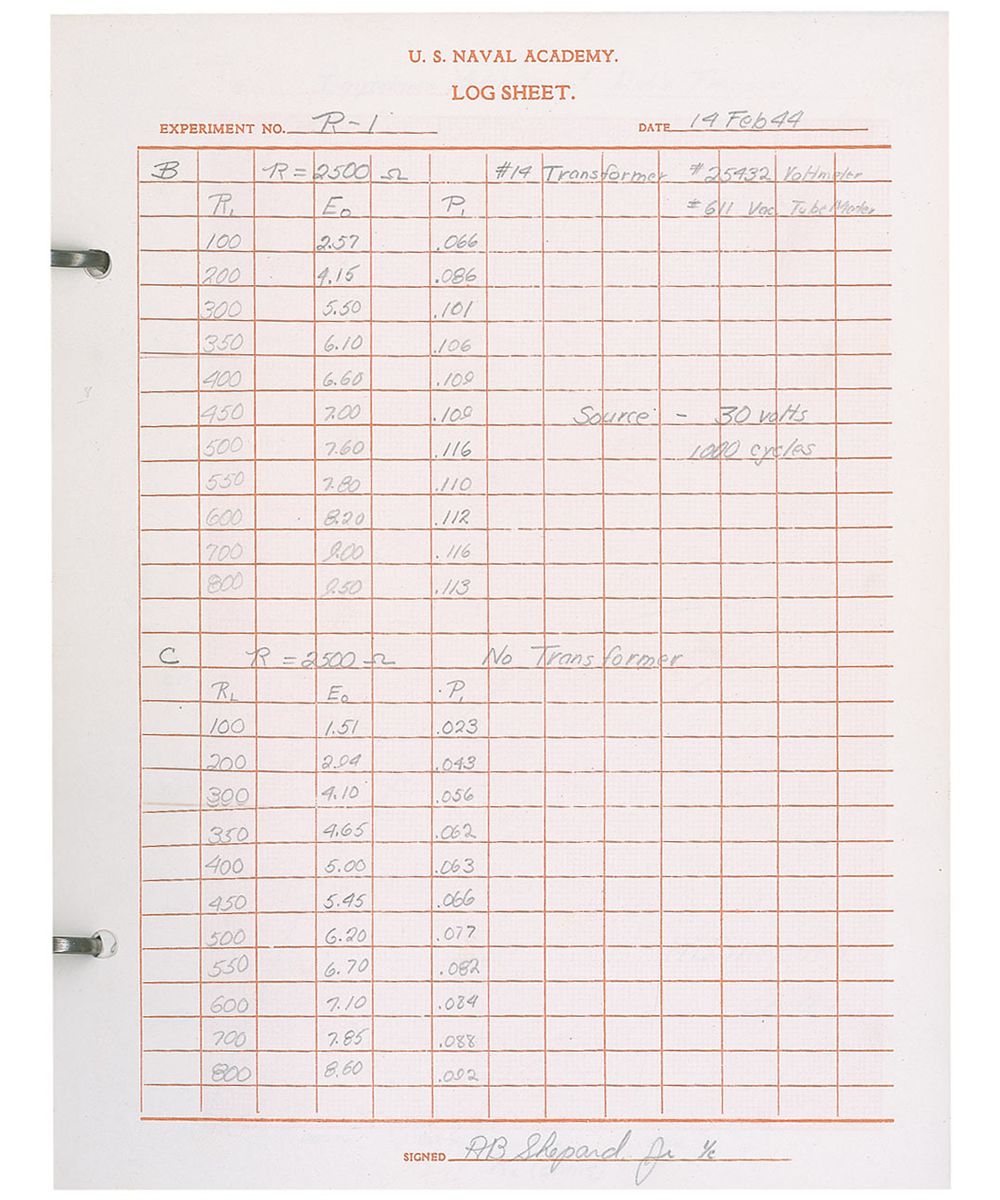 U. S. NAVAL ACADEMY.
LOG SHEET.
EXPERIMENT NO. R-1 DATE 14 Feb 44
B R = 2500 Ω #14 Transformer #25432 Voltmeter
RL Eo P, #611 Vac Tube Meter
100 2.57 .066
200 4.15 .086
300 5.50 .101
350 6.10 .106
400 6.60 .109
450 7.00 .109 Source - 30 volts
500 7.60 .116 1000 cycles
550 7.80 .110
600 8.20 .112
700 9.00 .116
800 9.50 .113
C R = 2500 Ω No Transformer
RL Eo P,
100 1.51 .023
200 2.94 .043
300 4.10 .056
350 4.65 .062
400 5.00 .063
450 5.45 .066
500 6.20 .077
550 6.70 .082
600 7.10 .084
700 7.85 .088
800 8.60 .092
SIGNED AB Shepard Jr 1/c